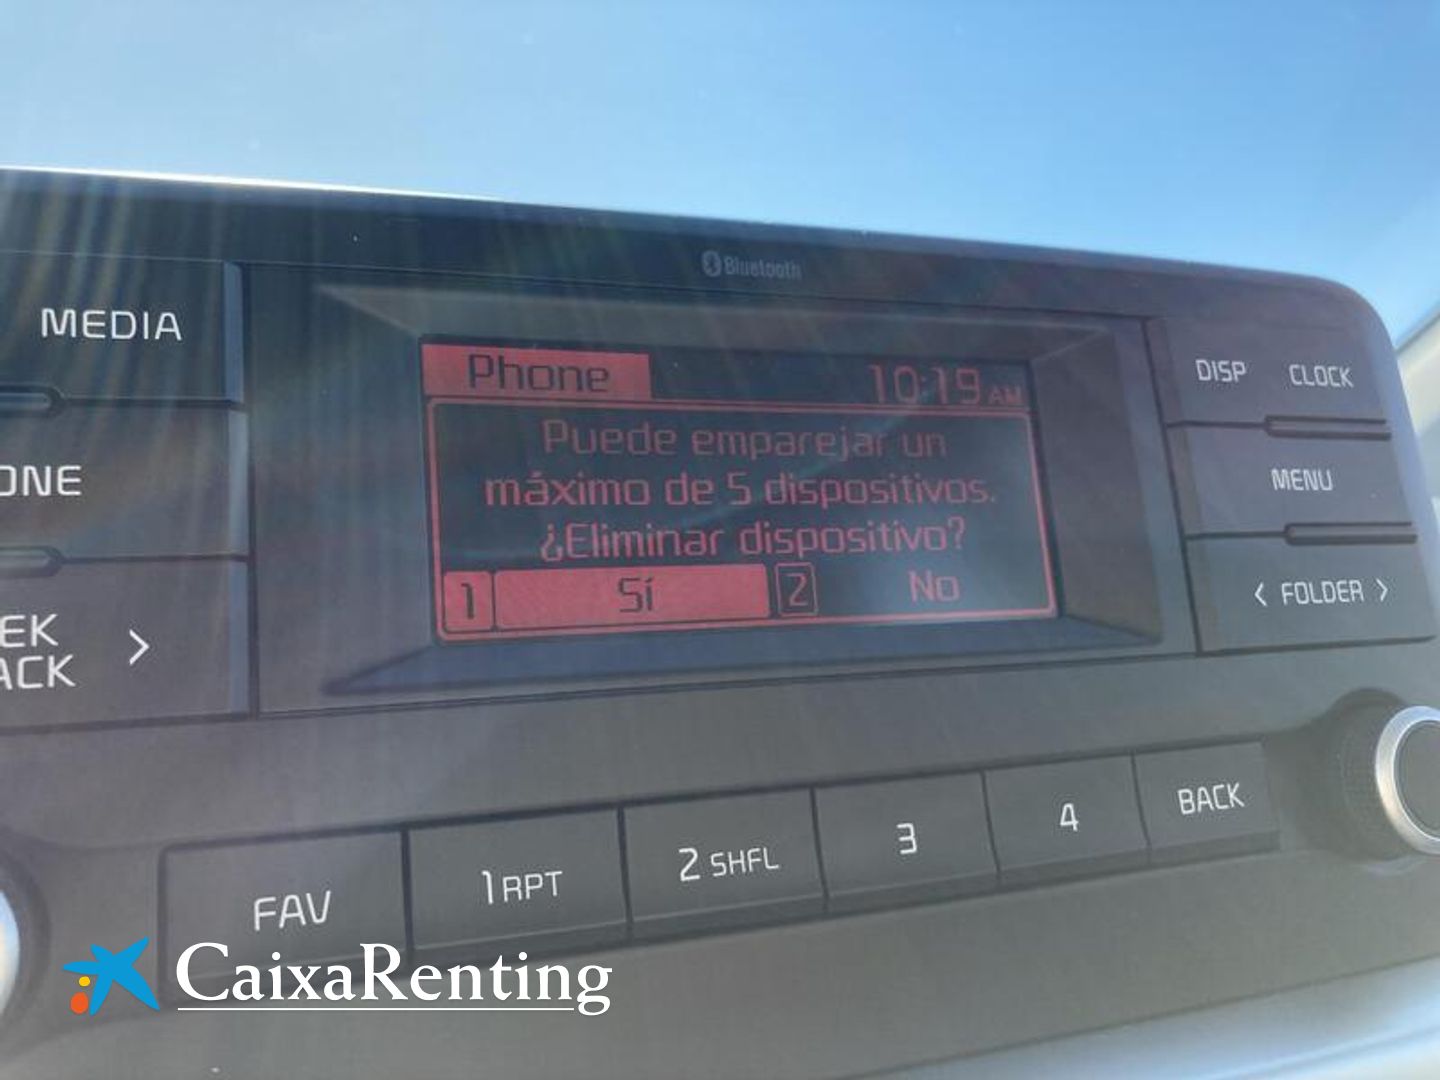 Bluetooth
MEDIA
DISP CLOCK
Phone 10:19 AM
Puede emparejar un
máximo de 5 dispositivos.
¿Eliminar dispositivo?
1 Sí 2 No
ONE
MENU
EEK
ACK >
< FOLDER >
FAV
1 RPT
2 SHFL
3
4
BACK
CaixaRenting